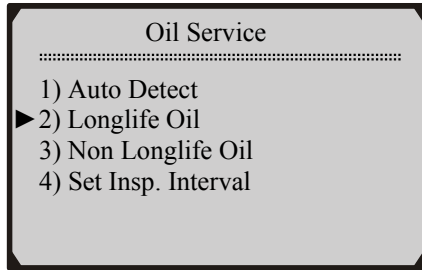 Oil Service
1) Auto Detect
2) Longlife Oil
3) Non Longlife Oil
4) Set Insp. Interval